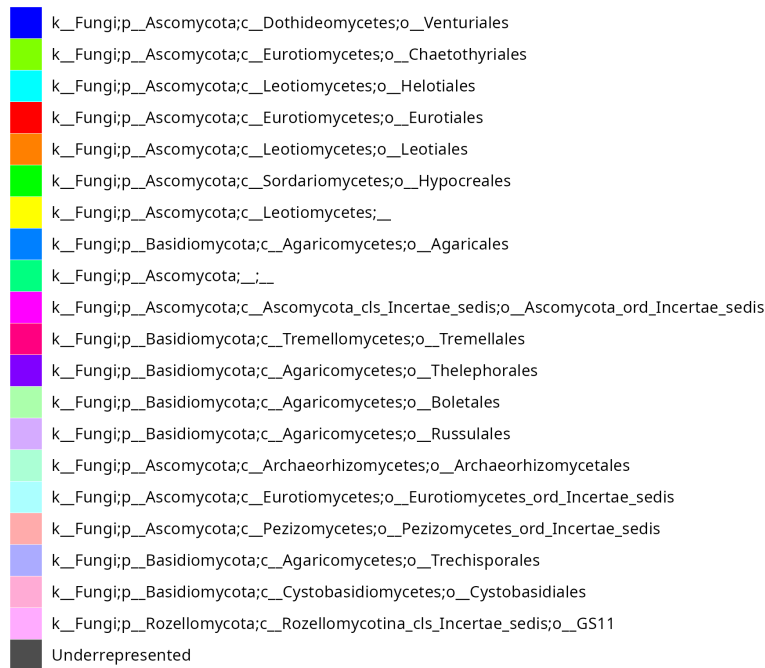 k__Fungi;p__Ascomycota;c__Dothideomycetes;o__Venturiales
k__Fungi;p__Ascomycota;c__Eurotiomycetes;o__Chaetothyriales
k__Fungi;p__Ascomycota;c__Leotiomycetes;o__Helotiales
k__Fungi;p__Ascomycota;c__Eurotiomycetes;o__Eurotiales
k__Fungi;p__Ascomycota;c__Leotiomycetes;o__Leotiales
k__Fungi;p__Ascomycota;c__Sordariomycetes;o__Hypocreales
k__Fungi;p__Ascomycota;c__Leotiomycetes;__
k__Fungi;p__Basidiomycota;c__Agaricomycetes;o__Agaricales
k__Fungi;p__Ascomycota;__;__
k__Fungi;p__Ascomycota;c__Ascomycota_cls_Incertae_sedis;o__Ascomycota_ord_Incertae_sedis
k__Fungi;p__Basidiomycota;c__Tremellomycetes;o__Tremellales
k__Fungi;p__Basidiomycota;c__Agaricomycetes;o__Thelephorales
k__Fungi;p__Basidiomycota;c__Agaricomycetes;o__Boletales
k__Fungi;p__Basidiomycota;c__Agaricomycetes;o__Russulales
k__Fungi;p__Ascomycota;c__Archaeorhizomycetes;o__Archaeorhizomycetales
k__Fungi;p__Ascomycota;c__Eurotiomycetes;o__Eurotiomycetes_ord_Incertae_sedis
k__Fungi;p__Ascomycota;c__Pezizomycetes;o__Pezizomycetes_ord_Incertae_sedis
k__Fungi;p__Basidiomycota;c__Agaricomycetes;o__Trechisporales
k__Fungi;p__Basidiomycota;c__Cystobasidiomycetes;o__Cystobasidiales
k__Fungi;p__Rozellomycota;c__Rozellomycotina_cls_Incertae_sedis;o__GS11
Underrepresented